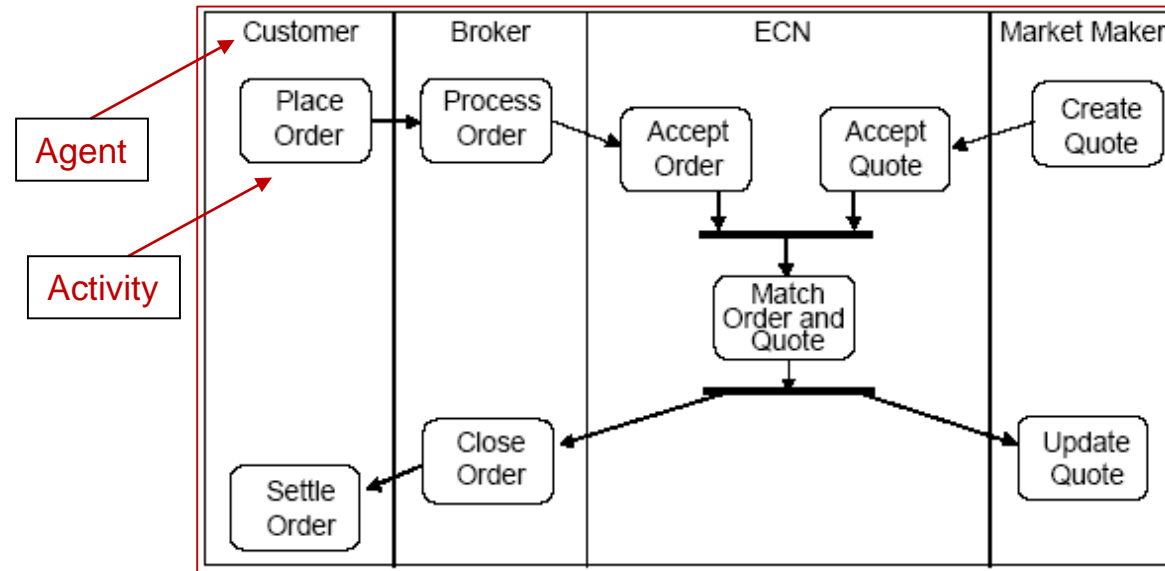 Customer
Broker
ECN
Market Maker
Place
Order
Process
Order
Accept
Order
Accept
Quote
Create
Quote
Agent
Activity
Match
Order and
Quote
Close
Order
Update
Quote
Settle
Order